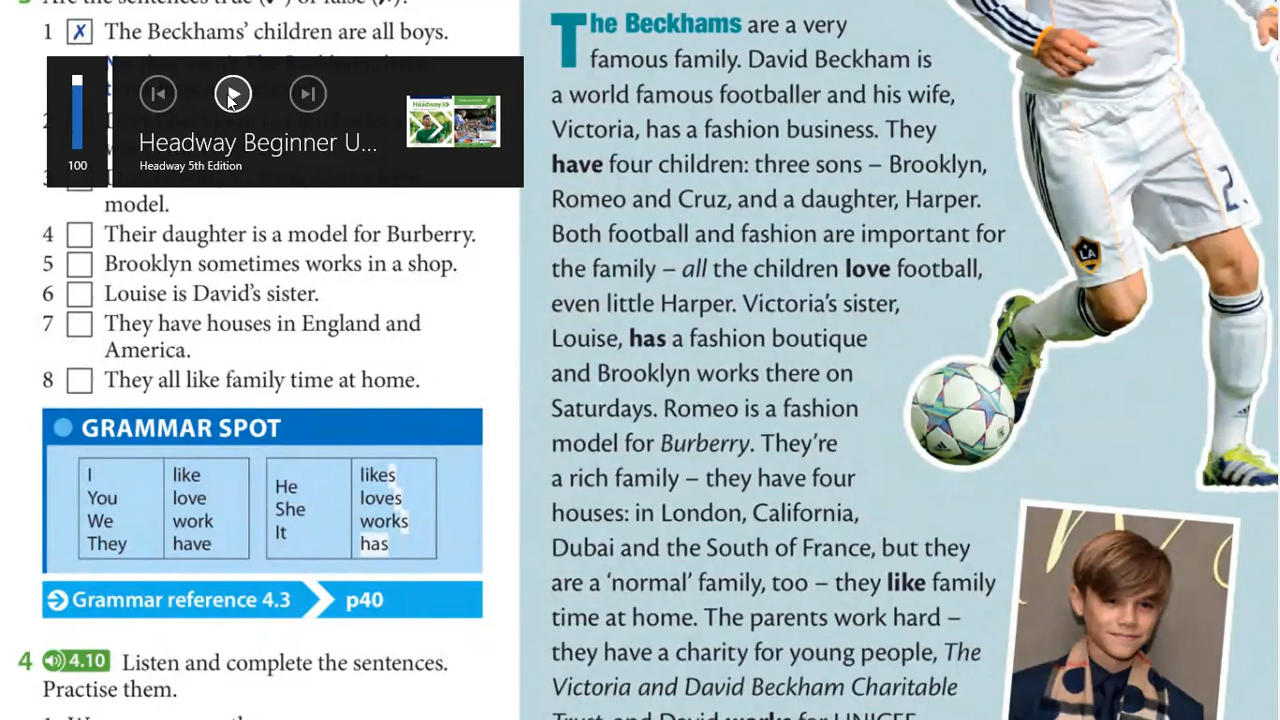 1 ✗ The Beckhams' children are all boys.
100
Headway Beginner U...
Headway 5th Edition
model.
4 Their daughter is a model for Burberry.
5 Brooklyn sometimes works in a shop.
6 Louise is David's sister.
7 They have houses in England and
America.
8 They all like family time at home.
GRAMMAR SPOT
I like
You love
We work
They have
He
She
It
likes
loves
works
has
Grammar reference 4.3 p40
4 4.10 Listen and complete the sentences.
Practise them.
The Beckhams are a very
famous family. David Beckham is
a world famous footballer and his wife,
Victoria, has a fashion business. They
have four children: three sons – Brooklyn,
Romeo and Cruz, and a daughter, Harper.
Both football and fashion are important for
the family – all the children love football,
even little Harper. Victoria's sister,
Louise, has a fashion boutique
and Brooklyn works there on
Saturdays. Romeo is a fashion
model for Burberry. They're
a rich family – they have four
houses: in London, California,
Dubai and the South of France, but they
are a 'normal' family, too – they like family
time at home. The parents work hard –
they have a charity for young people, The
Victoria and David Beckham Charitable
Trust, and David works for UNICEF.
LA
2